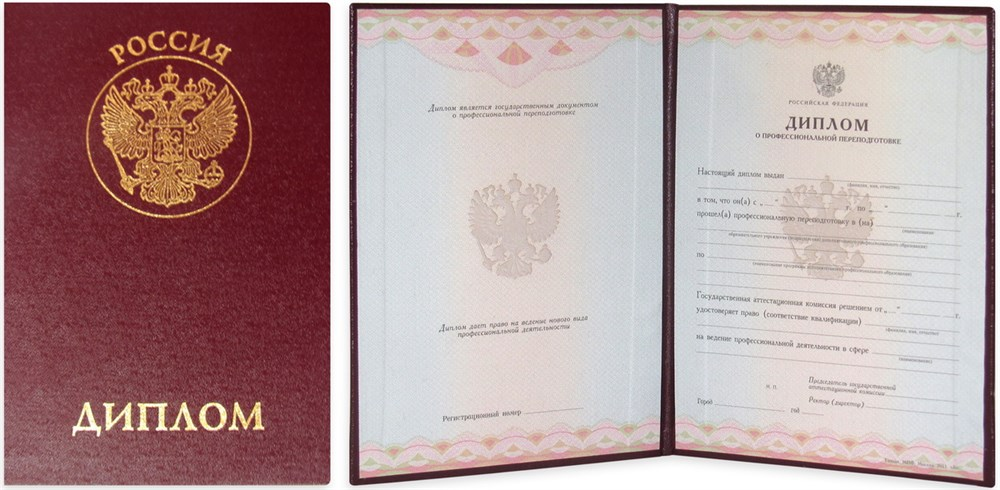 РОССИЯ
ДИПЛОМ
Диплом является государственным документом
о профессиональной переподготовке
Диплом дает право на ведение нового вида
профессиональной деятельности
Регистрационный номер
РОССИЙСКАЯ ФЕДЕРАЦИЯ
ДИПЛОМ
О ПРОФЕССИОНАЛЬНОЙ ПЕРЕПОДГОТОВКЕ
Настоящий диплом выдан
(фамилия, имя, отчество)
в том, что он(а) с „ “ г. по „ “ г.
прошел(а) профессиональную переподготовку в (на)
(наименование)
по
Государственная аттестационная комиссия решением от „ “ г.
удостоверяет право (соответствие квалификации)
(фамилия, имя, отчество)
на ведение профессиональной деятельности в сфере
(наименование)
М. П.
Председатель государственной
аттестационной комиссии
Ректор (директор)
Город год